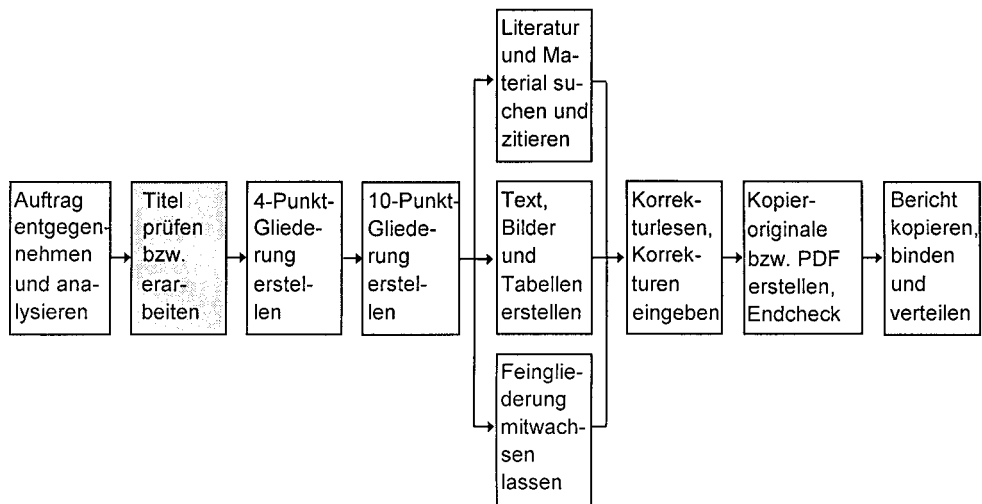 Auftrag
entgegen-
nehmen
und ana-
lysieren
Titel
prüfen
bzw.
erar-
beiten
4-Punkt-
Gliede-
rung
erstel-
len
10-Punkt-
Gliede-
rung
erstel-
len
Literatur
und Ma-
terial su-
chen und
zitieren
Text,
Bilder
und
Tabellen
erstellen
Feinglie-
derung
mitwach-
sen
lassen
Korrek-
turlesen,
Korrek-
turen
eingeben
Kopier-
originale
bzw. PDF
erstellen,
Endcheck
Bericht
kopieren,
binden
und
verteilen